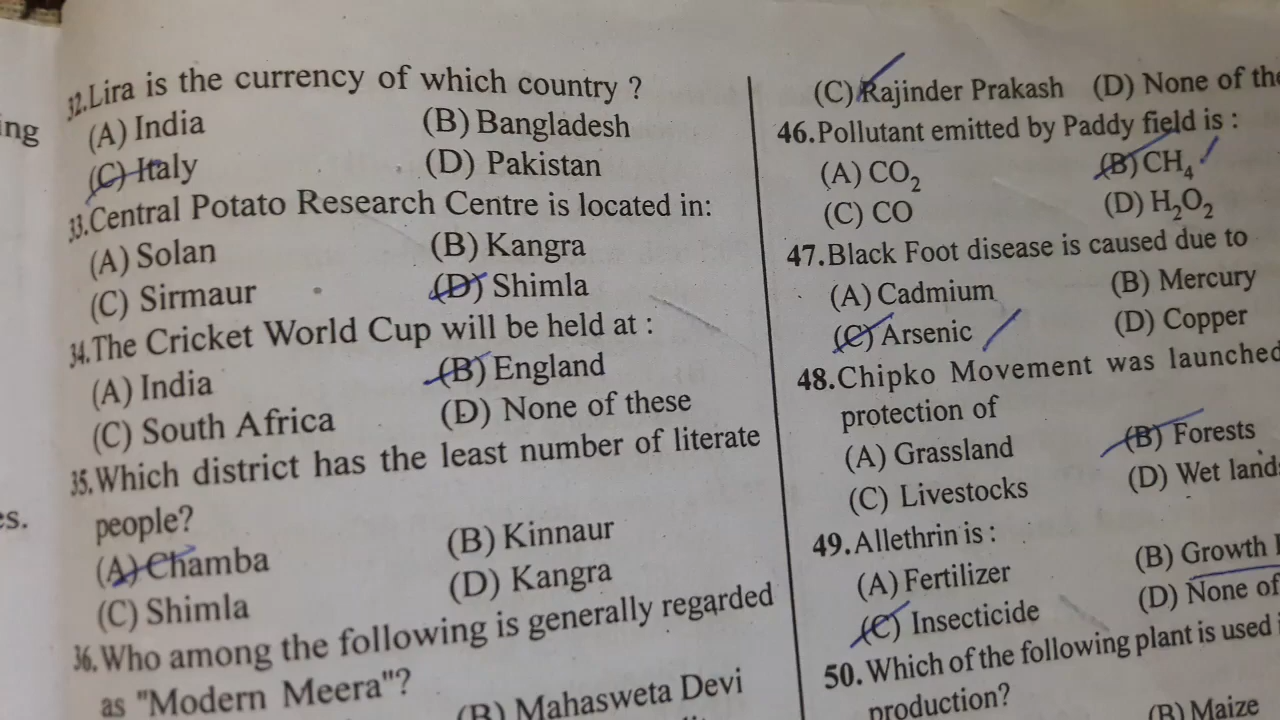 ing
es.
32.Lira is the currency of which country ?
(A) India (B) Bangladesh
(C) Italy (D) Pakistan
33.Central Potato Research Centre is located in:
(A) Solan (B) Kangra
(C) Sirmaur (D) Shimla
34.The Cricket World Cup will be held at :
(A) India (B) England
(C) South Africa (D) None of these
35.Which district has the least number of literate
people?
(A) Chamba (B) Kinnaur
(C) Shimla (D) Kangra
36.Who among the following is generally regarded
as "Modern Meera"?
(B) Mahasweta Devi
(C) Rajinder Prakash (D) None of the
46.Pollutant emitted by Paddy field is :
(A) CO₂ (B) CH₄
(C) CO (D) H₂O₂
47.Black Foot disease is caused due to
(A) Cadmium (B) Mercury
(C) Arsenic (D) Copper
48.Chipko Movement was launched
protection of
(A) Grassland (B) Forests
(C) Livestocks (D) Wet lands
49.Allethrin is :
(A) Fertilizer (B) Growth
(C) Insecticide (D) None of
50.Which of the following plant is used
production?
(B) Maize